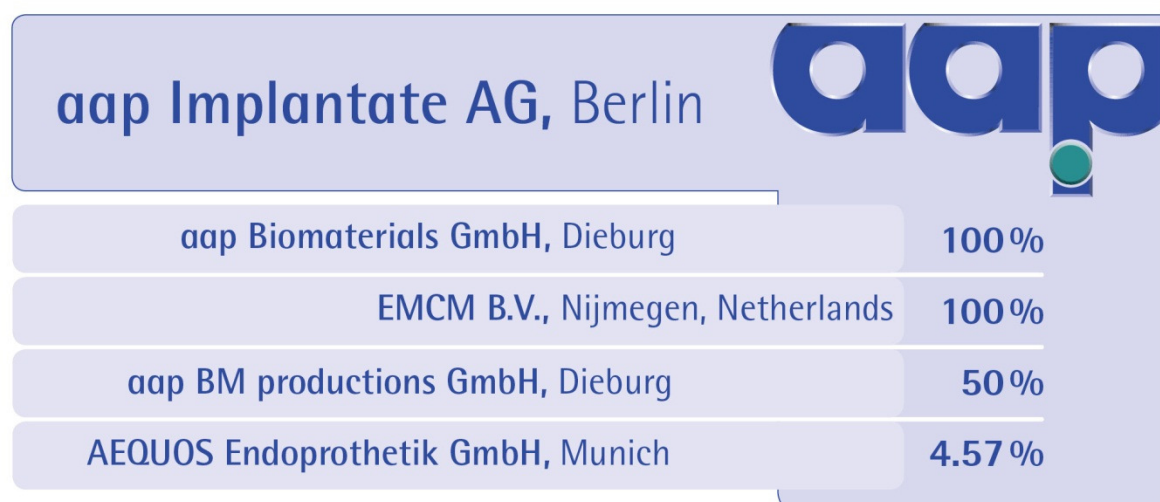 aap Implantate AG, Berlin
aap
aap Biomaterials GmbH, Dieburg 100 %
EMCM B.V., Nijmegen, Netherlands 100 %
aap BM productions GmbH, Dieburg 50 %
AEQUOS Endoprothetik GmbH, Munich 4.57 %